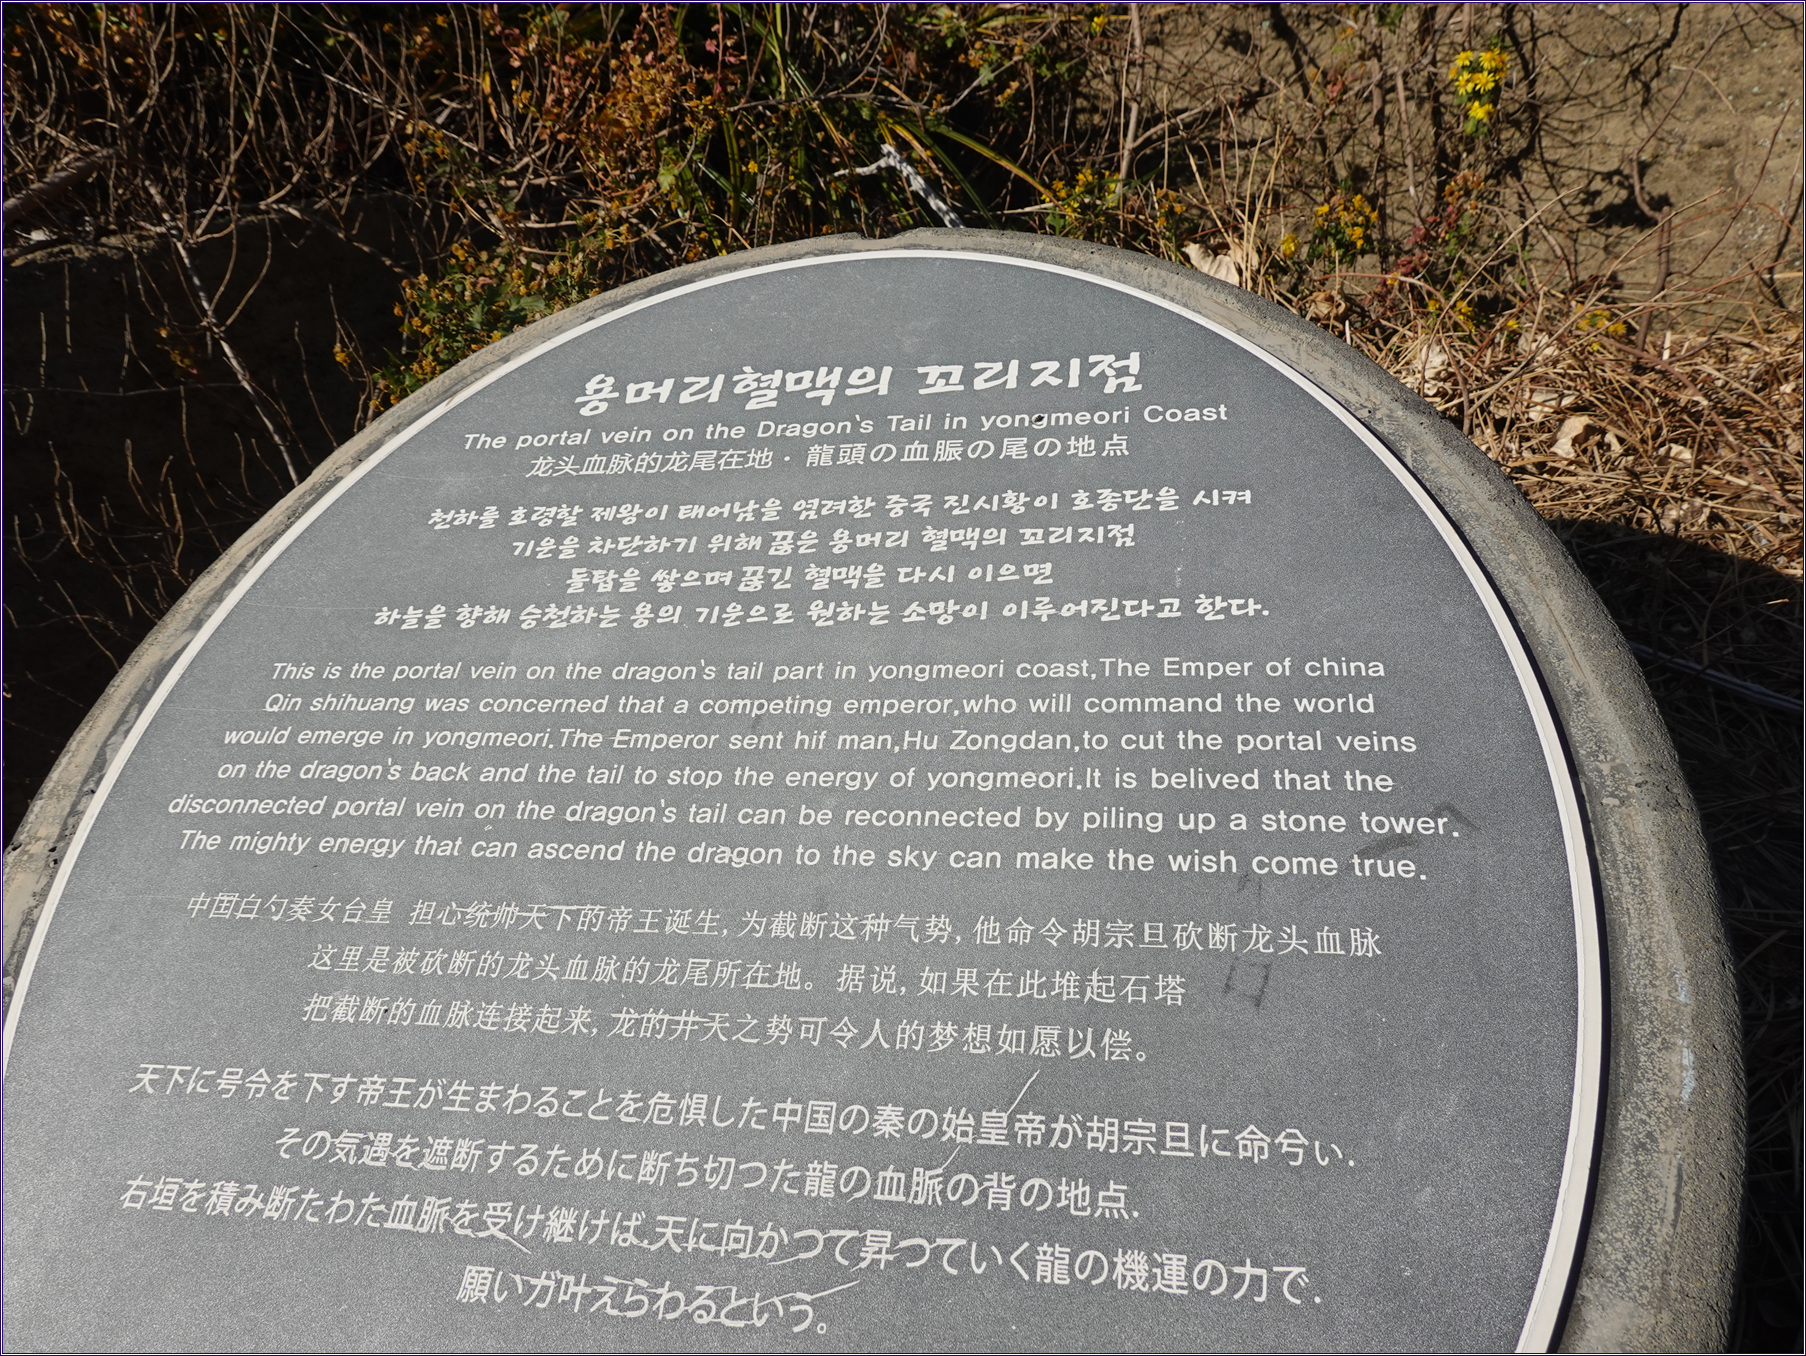 용머리혈맥의 꼬리지점
The portal vein on the Dragon's Tail in yongmeori Coast
龙头血脉的龙尾在地 · 龍頭の血脈の尾の地点
천하를 호령할 제왕이 태어남을 염려한 중국 진시황이 호종단을 시켜
기운을 차단하기 위해 끊은 용머리 혈맥의 꼬리지점
돌탑을 쌓으며 끊긴 혈맥을 다시 이으면
하늘을 향해 승천하는 용의 기운으로 원하는 소망이 이루어진다고 한다.
This is the portal vein on the dragon's tail part in yongmeori coast,The Emper of china
Qin shihuang was concerned that a competing emperor,who will command the world
would emerge in yongmeori.The Emperor sent hif man,Hu Zongdan,to cut the portal veins
on the dragon's back and the tail to stop the energy of yongmeori.It is belived that the
disconnected portal vein on the dragon's tail can be reconnected by piling up a stone tower.
The mighty energy that can ascend the dragon to the sky can make the wish come true.
中国白勺奏女台皇 担心统帅天下的帝王诞生,为截断这种气势,他命令胡宗旦砍断龙头血脉
这里是被砍断的龙头血脉的龙尾所在地。据说,如果在此堆起石塔
把截断的血脉连接起来,龙的井天之势可令人的梦想如愿以偿。
天下に号令を下す帝王が生まわることを危惧した中国の秦の始皇帝が胡宗旦に命兮い.
その気遇を遮断するために断ち切つた龍の血脈の背の地点.
右垣を積み断たわた血脈を受け継けば.天に向かつて昇つていく龍の機運の力で.
願いガ叶えらわるという。